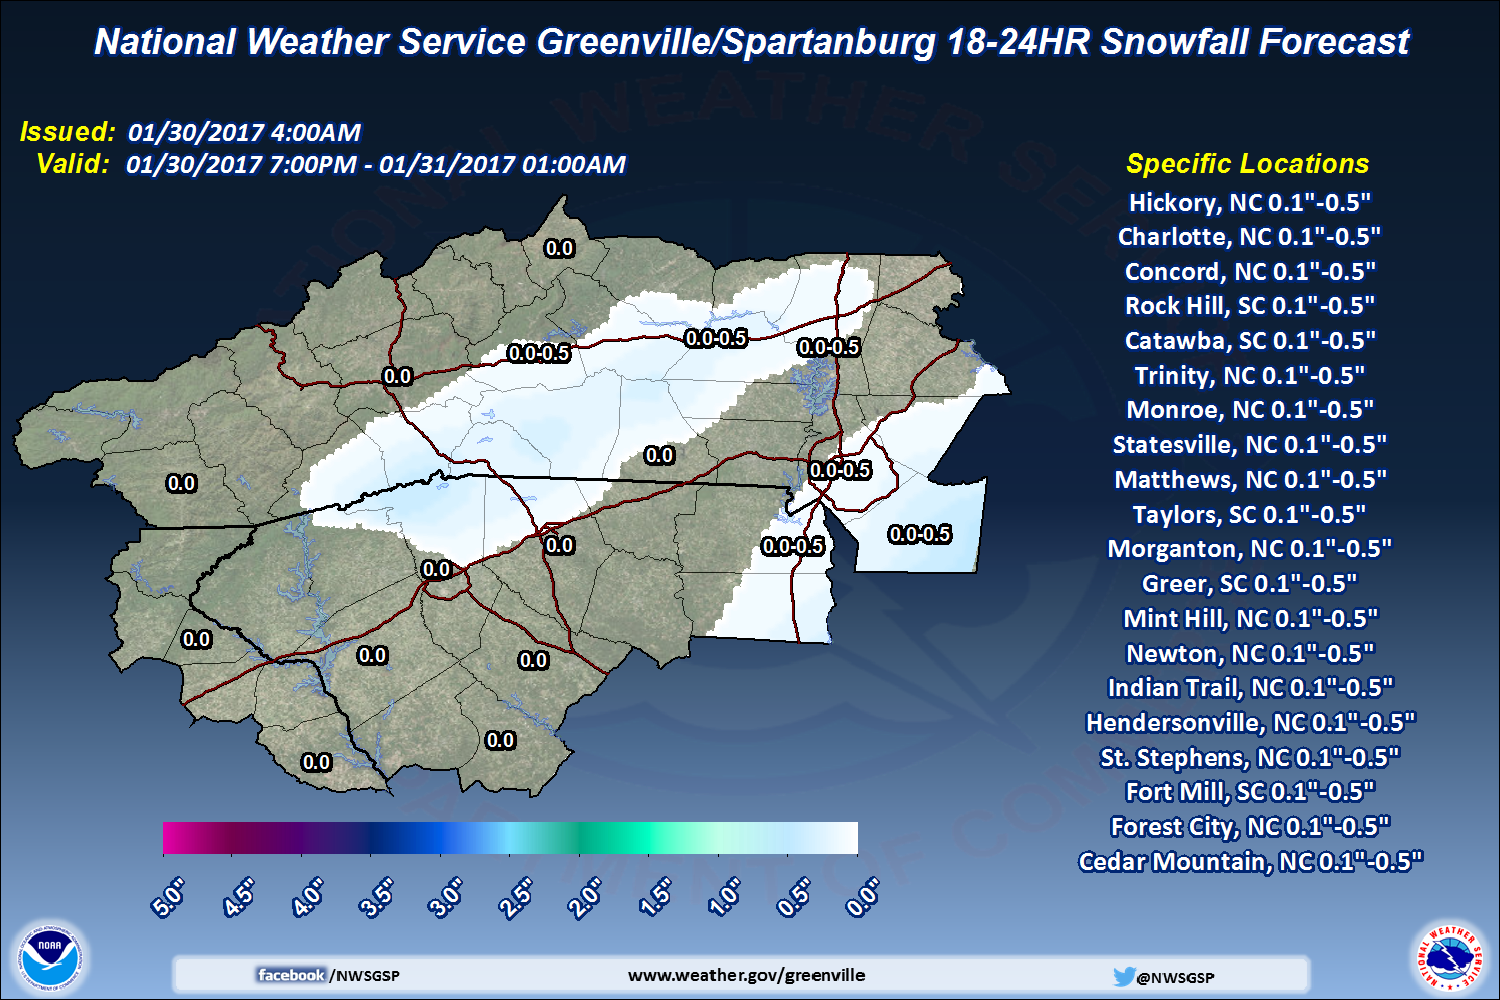 National Weather Service Greenville/Spartanburg 18-24HR Snowfall Forecast
Issued: 01/30/2017 4:00AM
Valid: 01/30/2017 7:00PM - 01/31/2017 01:00AM
Specific Locations
Hickory, NC 0.1"-0.5"
Charlotte, NC 0.1"-0.5"
Concord, NC 0.1"-0.5"
Rock Hill, SC 0.1"-0.5"
Catawba, SC 0.1"-0.5"
Trinity, NC 0.1"-0.5"
Monroe, NC 0.1"-0.5"
Statesville, NC 0.1"-0.5"
Matthews, NC 0.1"-0.5"
Taylors, SC 0.1"-0.5"
Morganton, NC 0.1"-0.5"
Greer, SC 0.1"-0.5"
Mint Hill, NC 0.1"-0.5"
Newton, NC 0.1"-0.5"
Indian Trail, NC 0.1"-0.5"
Hendersonville, NC 0.1"-0.5"
St. Stephens, NC 0.1"-0.5"
Fort Mill, SC 0.1"-0.5"
Forest City, NC 0.1"-0.5"
Cedar Mountain, NC 0.1"-0.5"
0.0
0.0-0.5
0.0-0.5
0.0-0.5
0.0
0.0
0.0-0.5
0.0
0.0-0.5
0.0
0.0-0.5
0.0
0.0
0.0
0.0
0.0
0.0
5.0" 4.5" 4.0" 3.5" 3.0" 2.5" 2.0" 1.5" 1.0" 0.5" 0.0"
NOAA
facebook /NWSGSP
www.weather.gov/greenville
@NWSGSP
NATIONAL WEATHER SERVICE